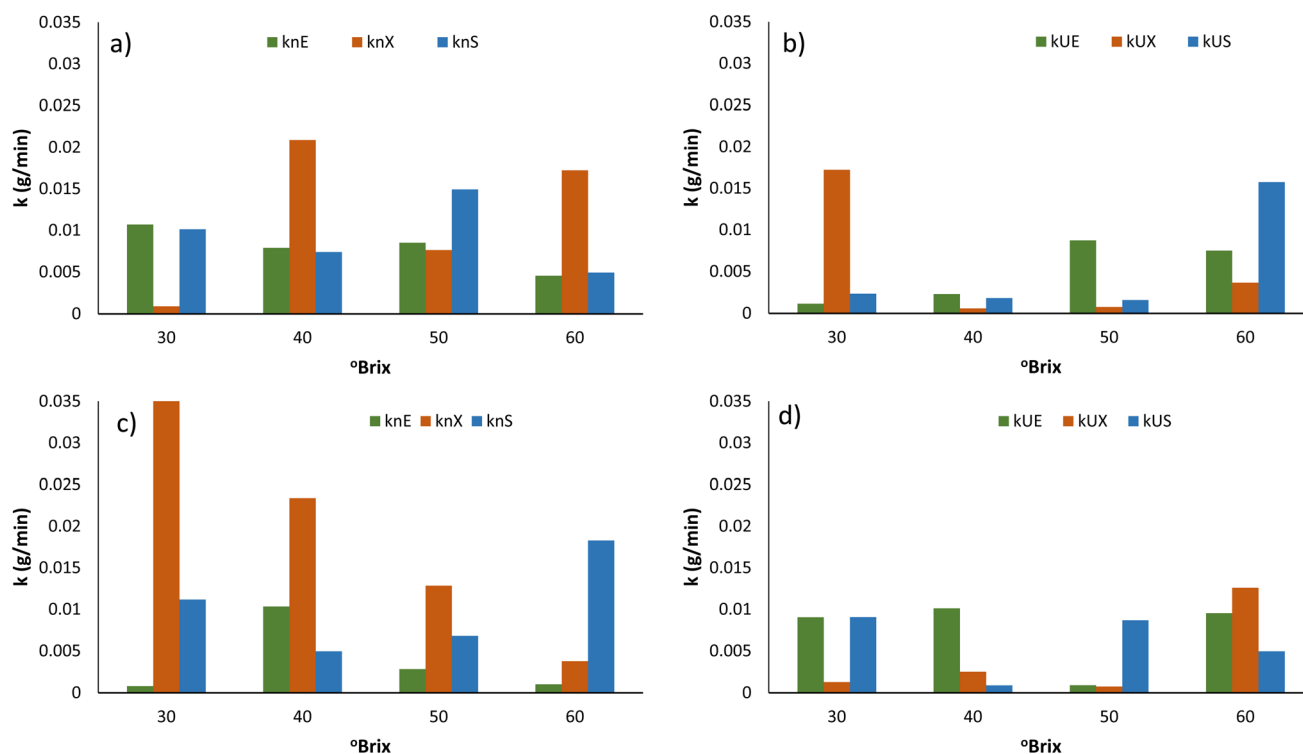 a)
knE knX knS
0.035
0.03
0.025
0.02
0.015
0.01
0.005
0
k (g/min)
30 40 50 60
ºBrix
b)
kUE kUX kUS
0.035
0.03
0.025
0.02
0.015
0.01
0.005
0
k (g/min)
30 40 50 60
ºBrix
c)
knE knX knS
0.035
0.03
0.025
0.02
0.015
0.01
0.005
0
k (g/min)
30 40 50 60
ºBrix
d)
kUE kUX kUS
0.035
0.03
0.025
0.02
0.015
0.01
0.005
0
k (g/min)
30 40 50 60
ºBrix